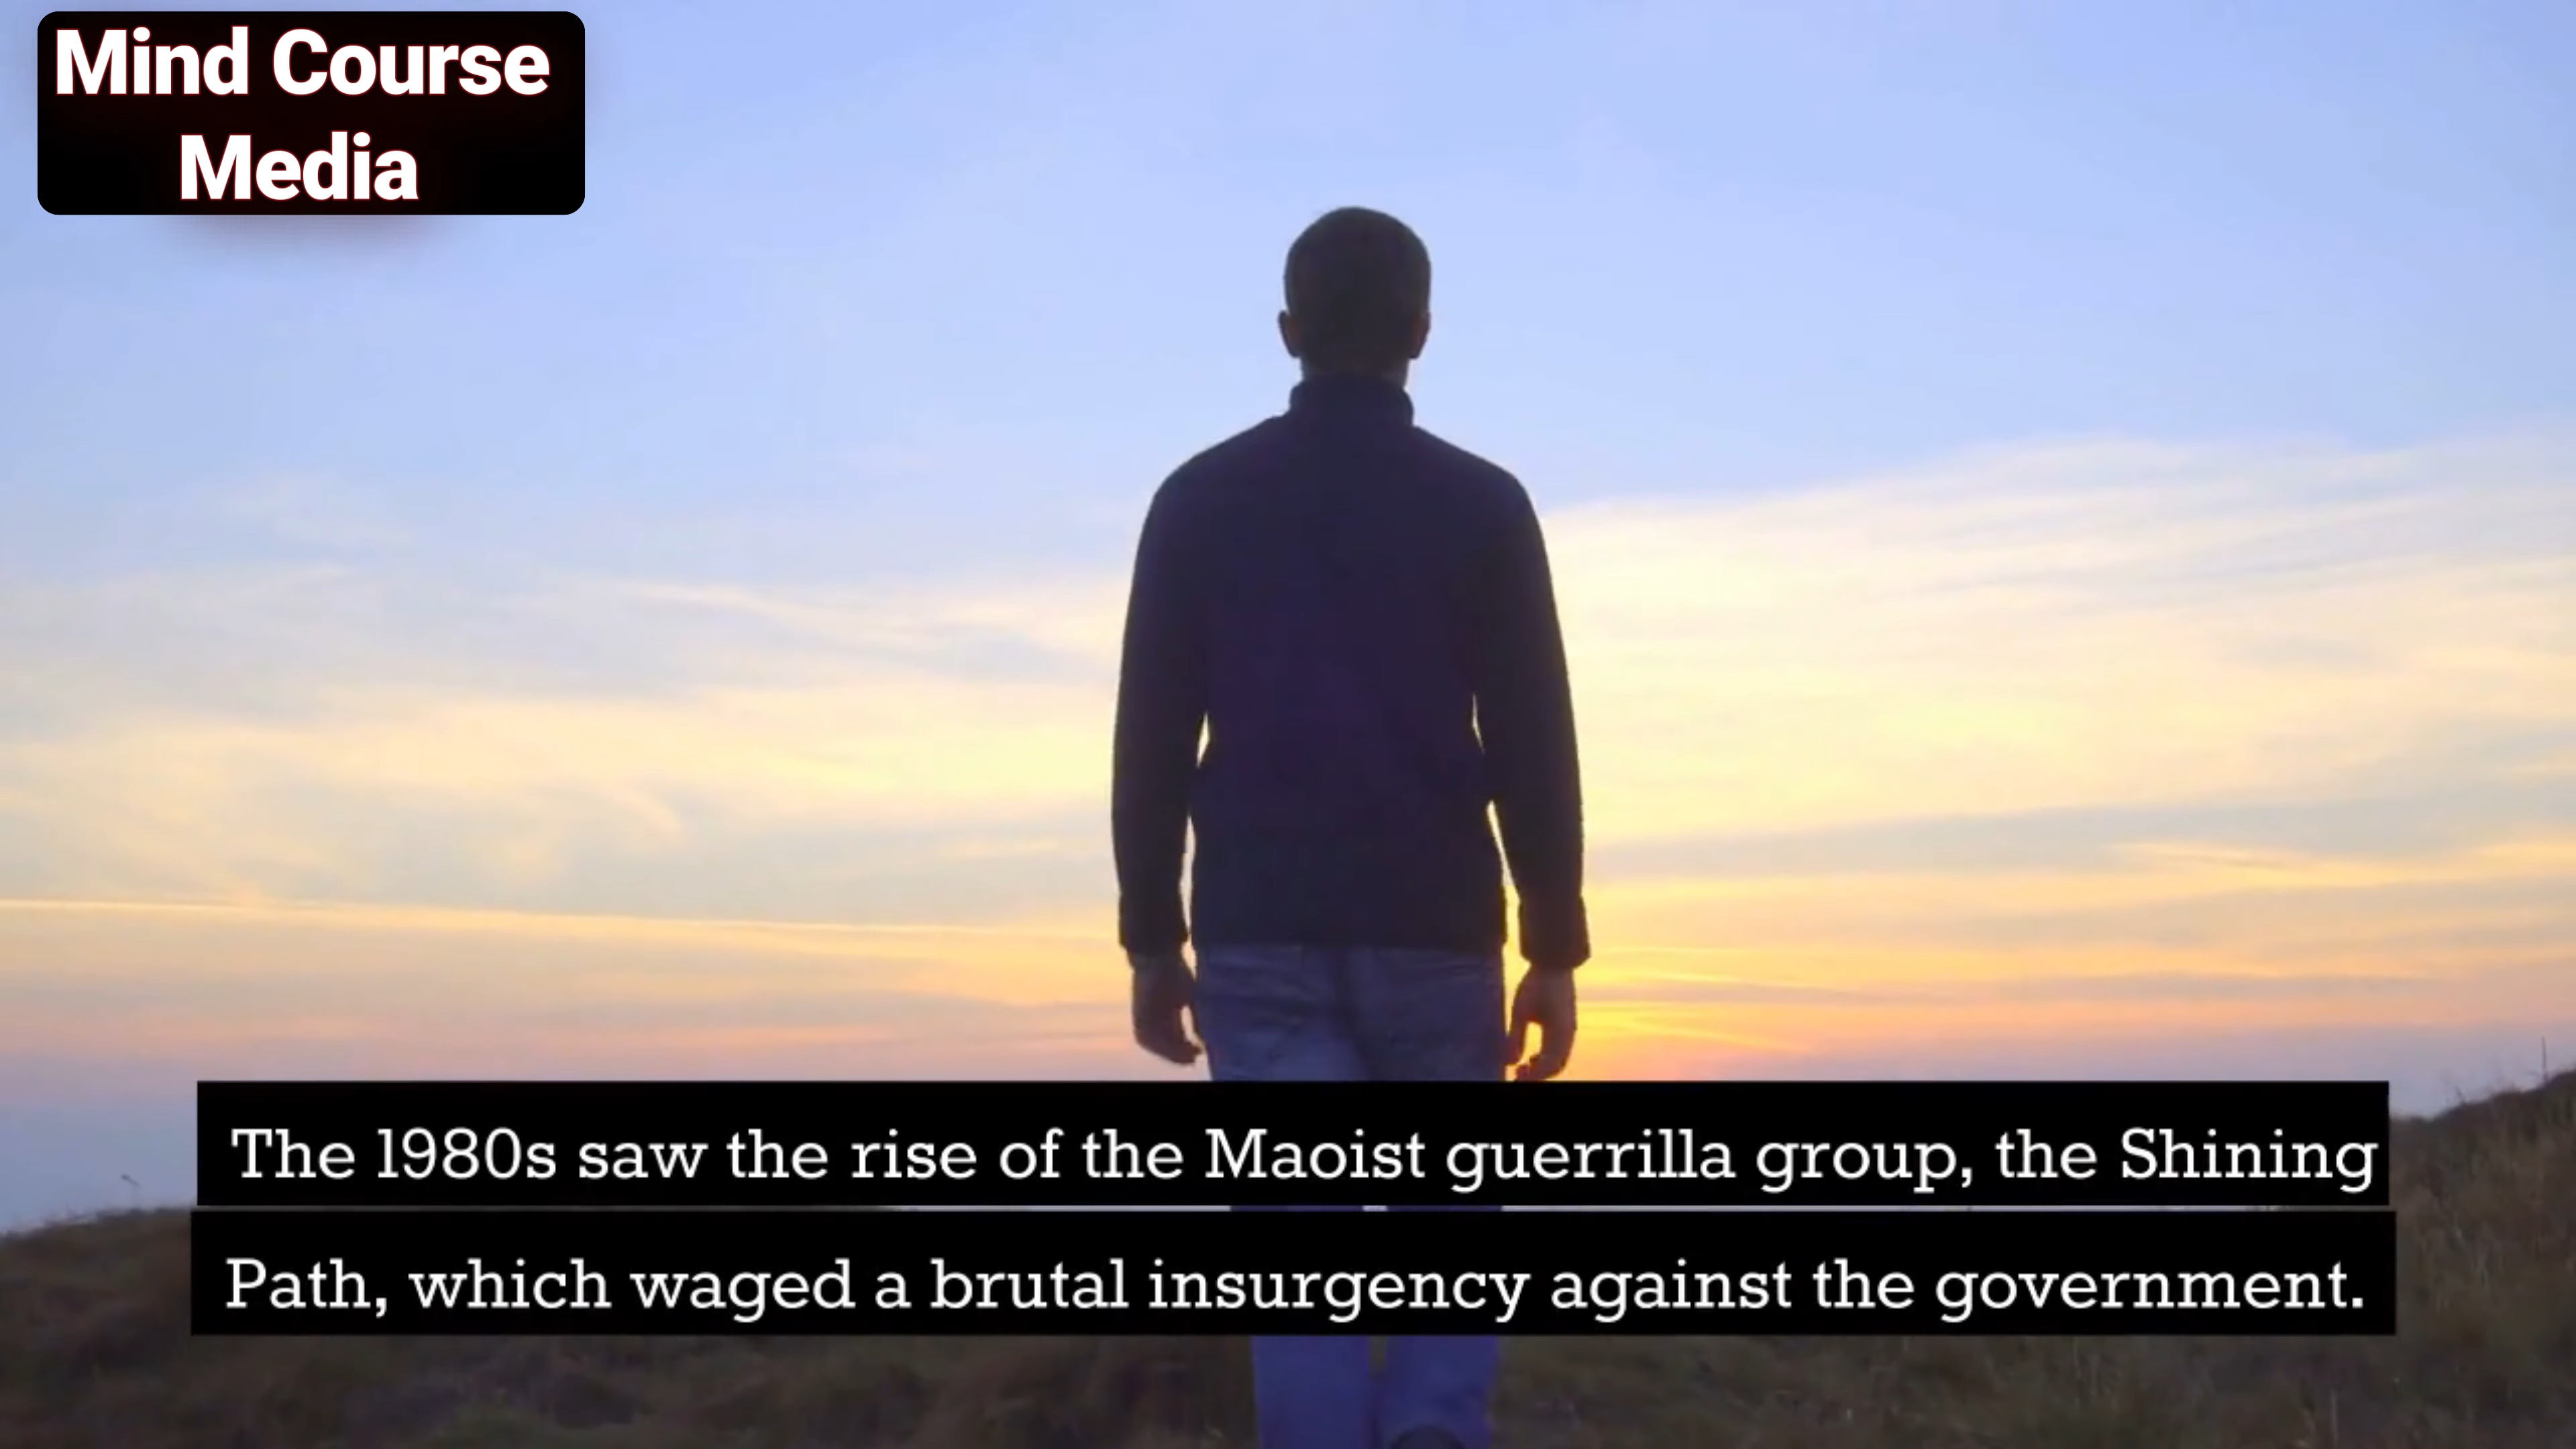 Mind Course
Media
The 1980s saw the rise of the Maoist guerrilla group, the Shining
Path, which waged a brutal insurgency against the government.